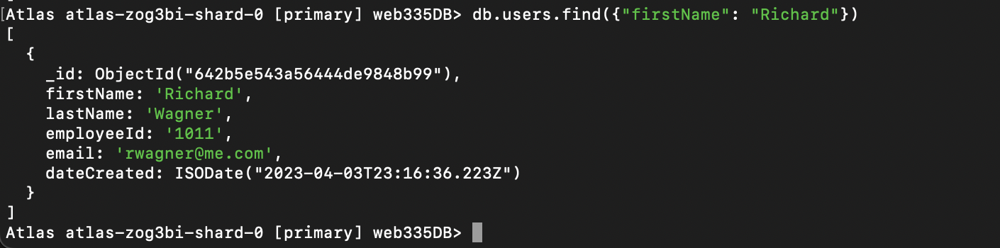 [Atlas atlas-zog3bi-shard-0 [primary] web335DB> db.users.find({"firstName": "Richard"})
[
  {
    _id: ObjectId("642b5e543a56444de9848b99"),
    firstName: 'Richard',
    lastName: 'Wagner',
    employeeId: '1011',
    email: 'rwagner@me.com',
    dateCreated: ISODate("2023-04-03T23:16:36.223Z")
  }
]
Atlas atlas-zog3bi-shard-0 [primary] web335DB>